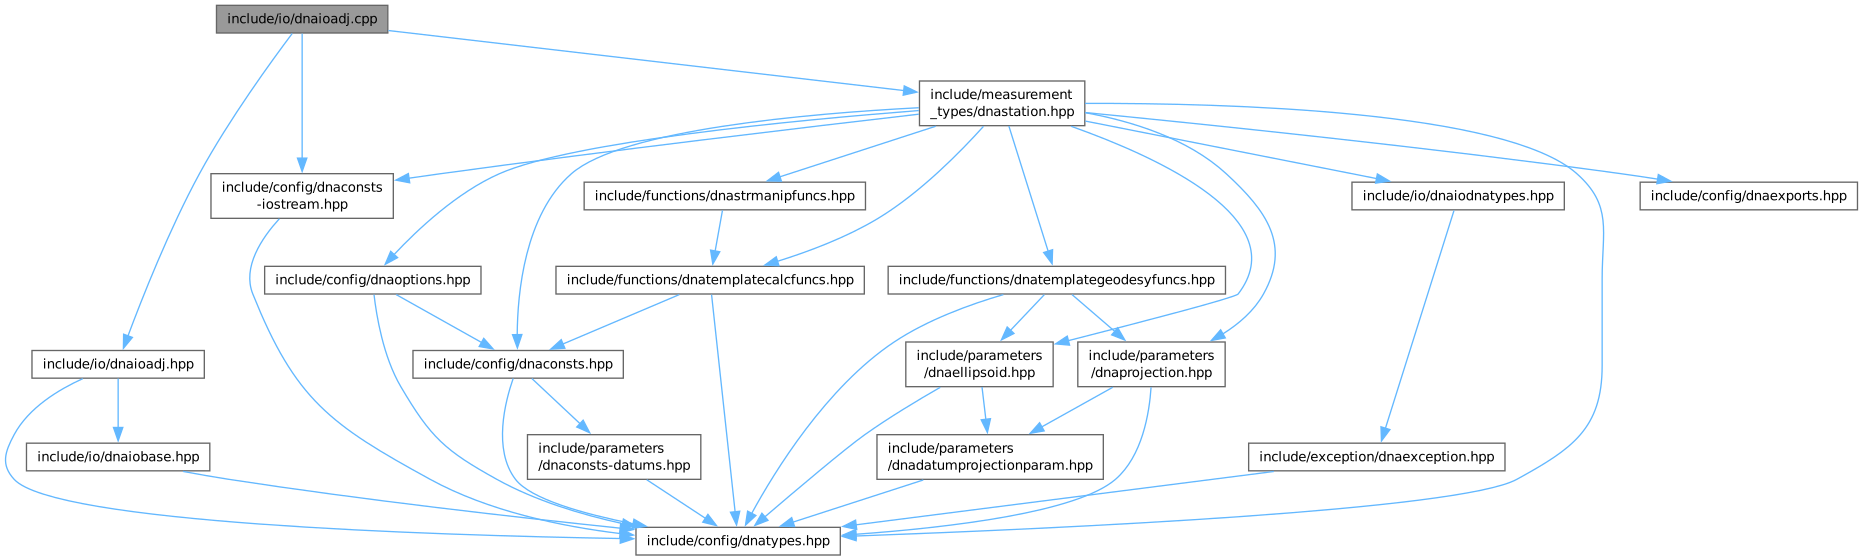 include/io/dnaioadj.cpp
include/measurement
_types/dnastation.hpp
include/config/dnaconsts
-iostream.hpp
include/functions/dnastrmanipfuncs.hpp
include/io/dnaiodnatypes.hpp
include/config/dnaexports.hpp
include/config/dnaoptions.hpp
include/functions/dnatemplatecalcfuncs.hpp
include/functions/dnatemplategeodesyfuncs.hpp
include/io/dnaioadj.hpp
include/config/dnaconsts.hpp
include/parameters
/dnaellipsoid.hpp
include/parameters
/dnaprojection.hpp
include/io/dnaiobase.hpp
include/parameters
/dnaconsts-datums.hpp
include/parameters
/dnadatumprojectionparam.hpp
include/exception/dnaexception.hpp
include/config/dnatypes.hpp